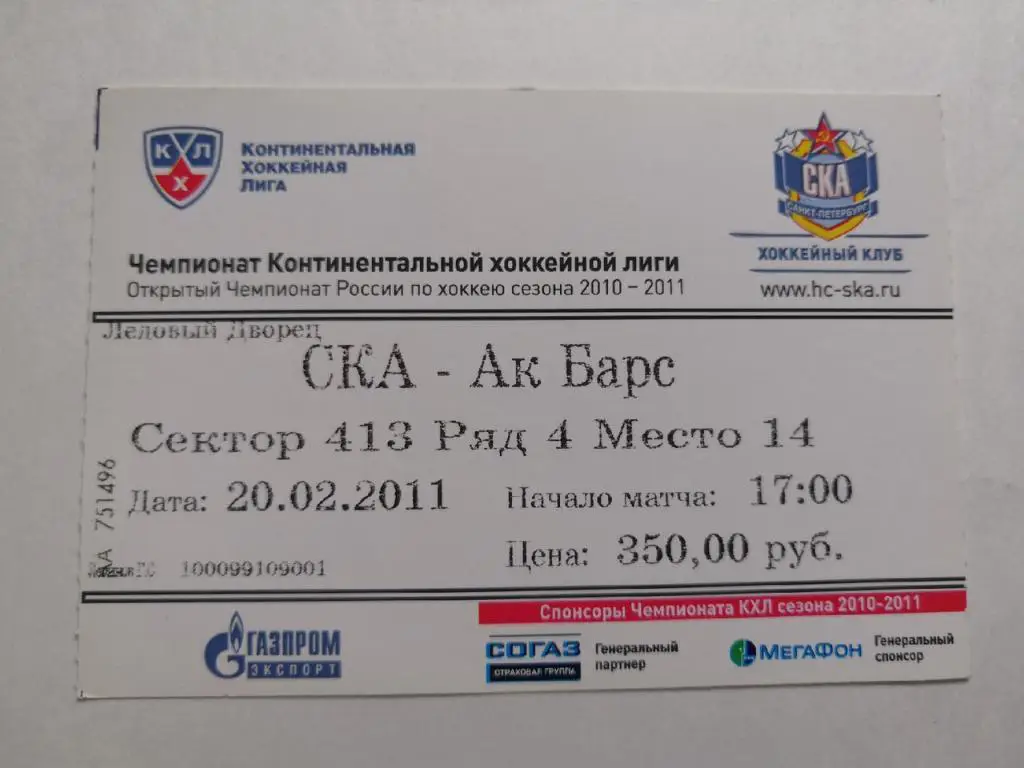 КХЛ
КОНТИНЕНТАЛЬНАЯ
ХОККЕЙНАЯ
ЛИГА
СКА
САНКТ-ПЕТЕРБУРГ
ХОККЕЙНЫЙ КЛУБ
www.hc-ska.ru
Чемпионат Континентальной хоккейной лиги
Открытый Чемпионат России по хоккею сезона 2010 – 2011
Ледовый Дворец
СКА - Ак Барс
Сектор 413 Ряд 4 Место 14
Дата: 20.02.2011 Начало матча: 17:00
Цена: 350,00 руб.
КА 751496
100099109001
Спонсоры Чемпионата КХЛ сезона 2010-2011
ГАЗПРОМ
ЭКСПОРТ
СОГАЗ
СТРАХОВАЯ ГРУППА
Генеральный
партнер
МЕГАФОН
Генеральный
спонсор